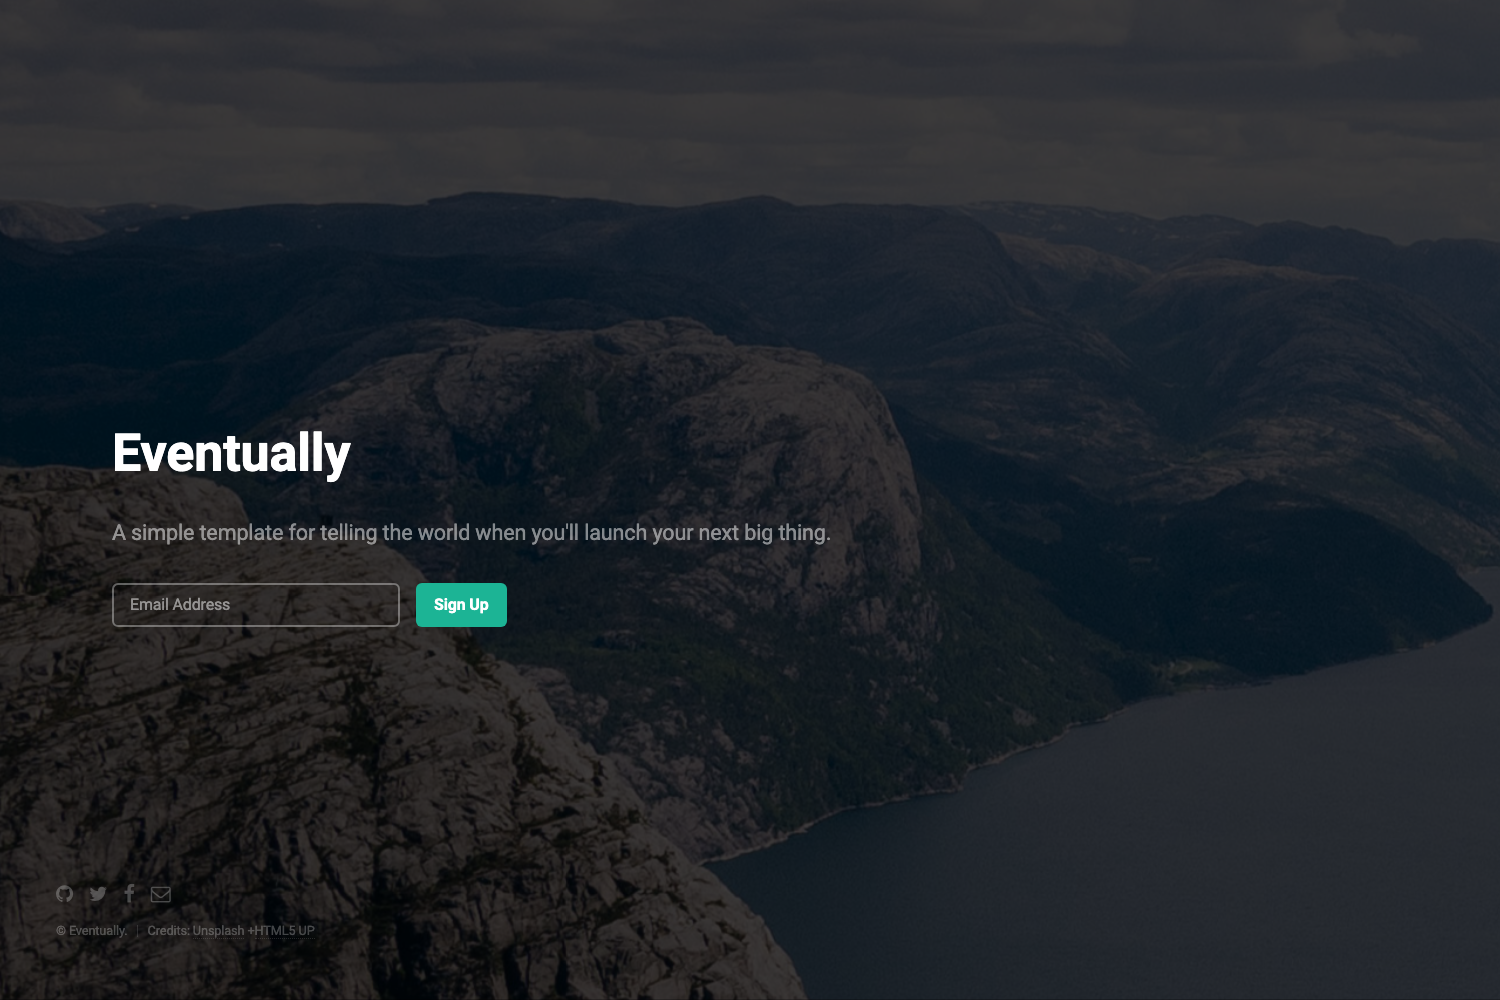 Eventually
A simple template for telling the world when you'll launch your next big thing.
Email Address
Sign Up
© Eventually. Credits: Unsplash +HTML5 UP